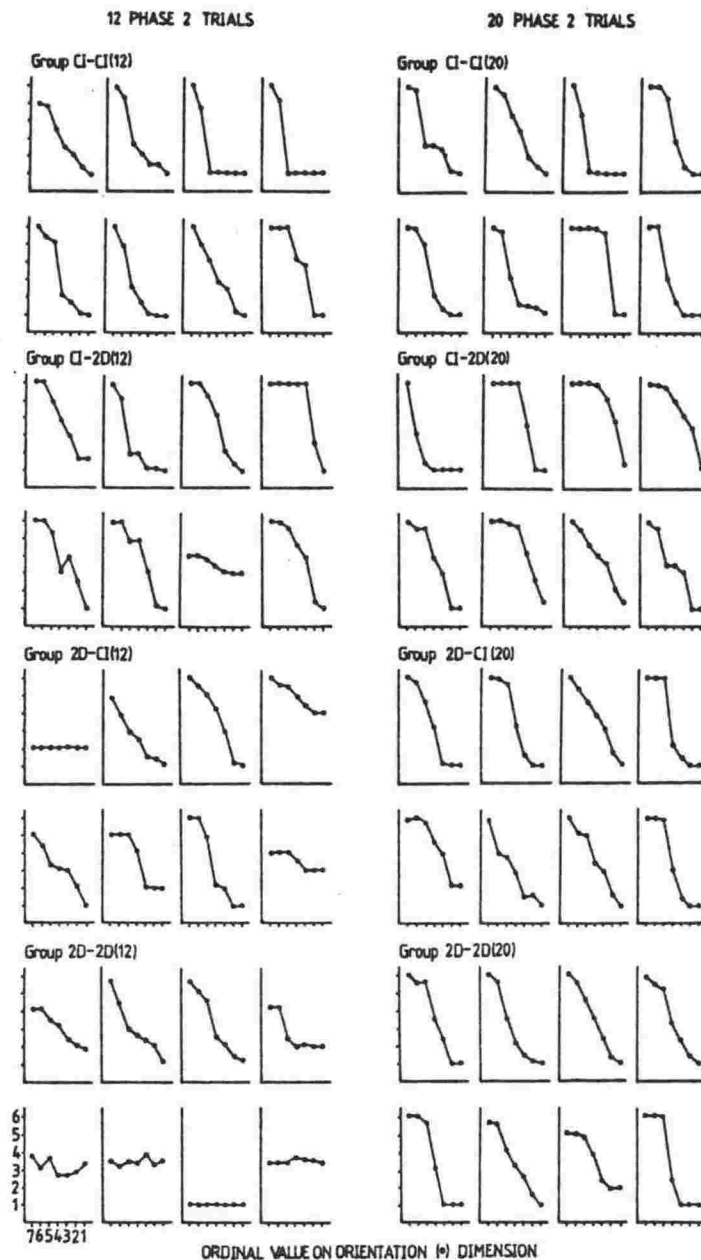 12 PHASE 2 TRIALS
20 PHASE 2 TRIALS
Group CI-CI(12)
Group CI-CI(20)
Group CI-2D(12)
Group CI-2D(20)
Group 2D-CI(12)
Group 2D-CI(20)
Group 2D-2D(12)
Group 2D-2D(20)
6
5
4
3
2
1
7654321
ORDINAL VALUE ON ORIENTATION (°) DIMENSION